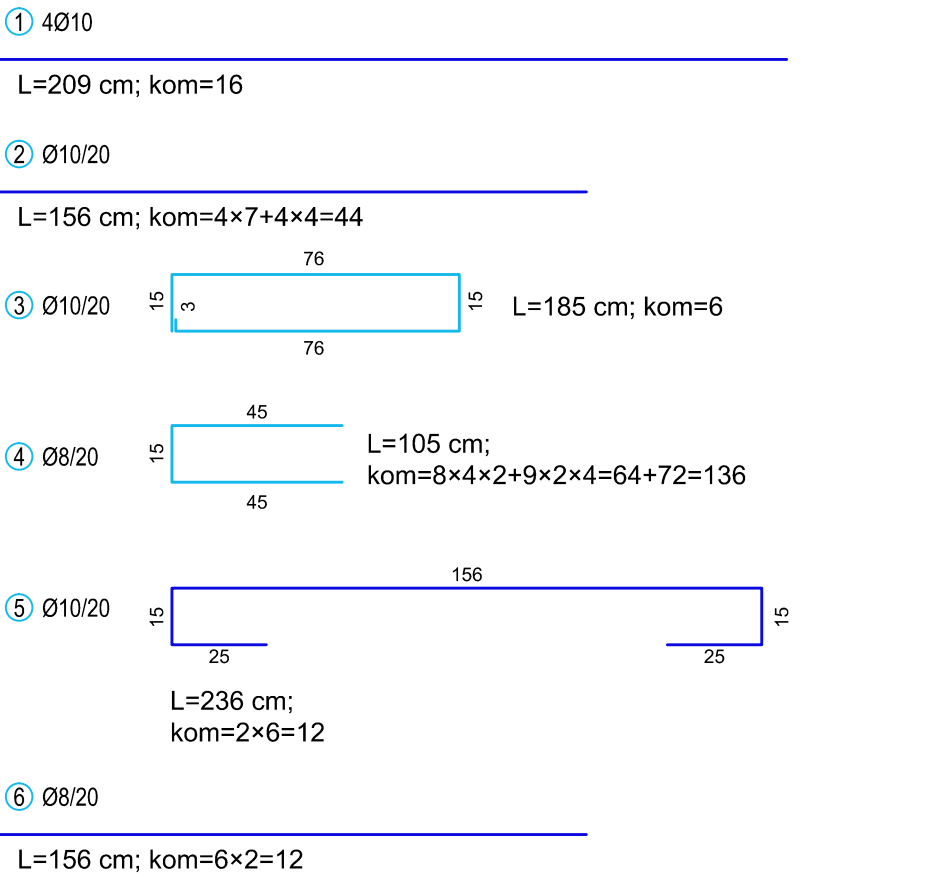 1 4Ø10
L=209 cm; kom=16
2 Ø10/20
L=156 cm; kom=4×7+4×4=44
76
3 Ø10/20 15 3 15 L=185 cm; kom=6
76
45
4 Ø8/20 15 L=105 cm;
kom=8×4×2+9×2×4=64+72=136
45
156
5 Ø10/20 15 15
25 25
L=236 cm;
kom=2×6=12
6 Ø8/20
L=156 cm; kom=6×2=12